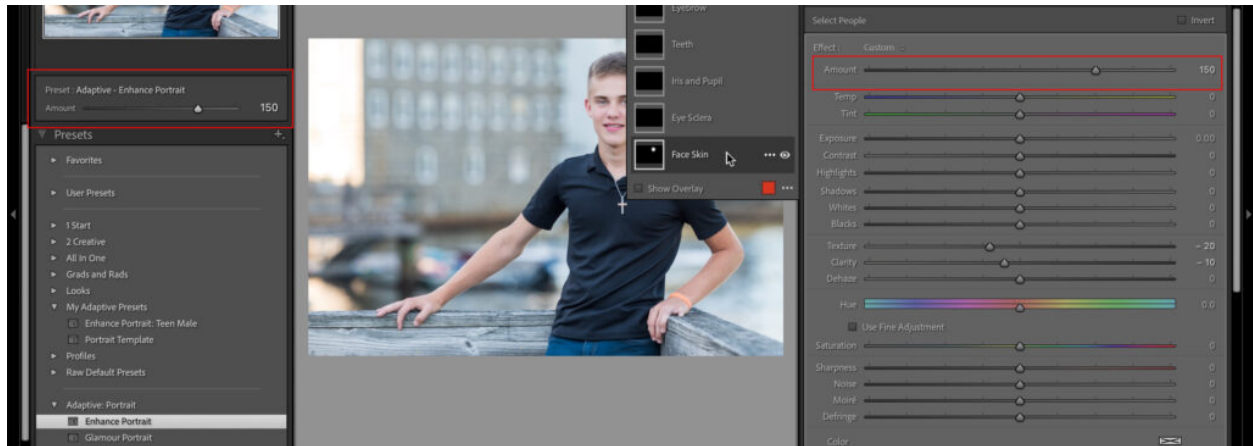 Preset : Adaptive - Enhance Portrait
Amount 150
Presets
Favorites
User Presets
1 Start
2 Creative
All In One
Grads and Rads
Looks
My Adaptive Presets
Enhance Portrait: Teen Male
Portrait Template
Profiles
Raw Default Presets
Adaptive: Portrait
Enhance Portrait
Glamour Portrait
Eyebrow
Teeth
Iris and Pupil
Eye Sclera
Face Skin
Show Overlay
Select People Invert
Effect : Custom
Amount 150
Temp 0
Tint 0
Exposure 0.00
Contrast 0
Highlights 0
Shadows 0
Whites 0
Blacks 0
Texture - 20
Clarity - 10
Dehaze 0
Hue 0.0
Use Fine Adjustment
Saturation 0
Sharpness 0
Noise 0
Moiré 0
Defringe 0
Color